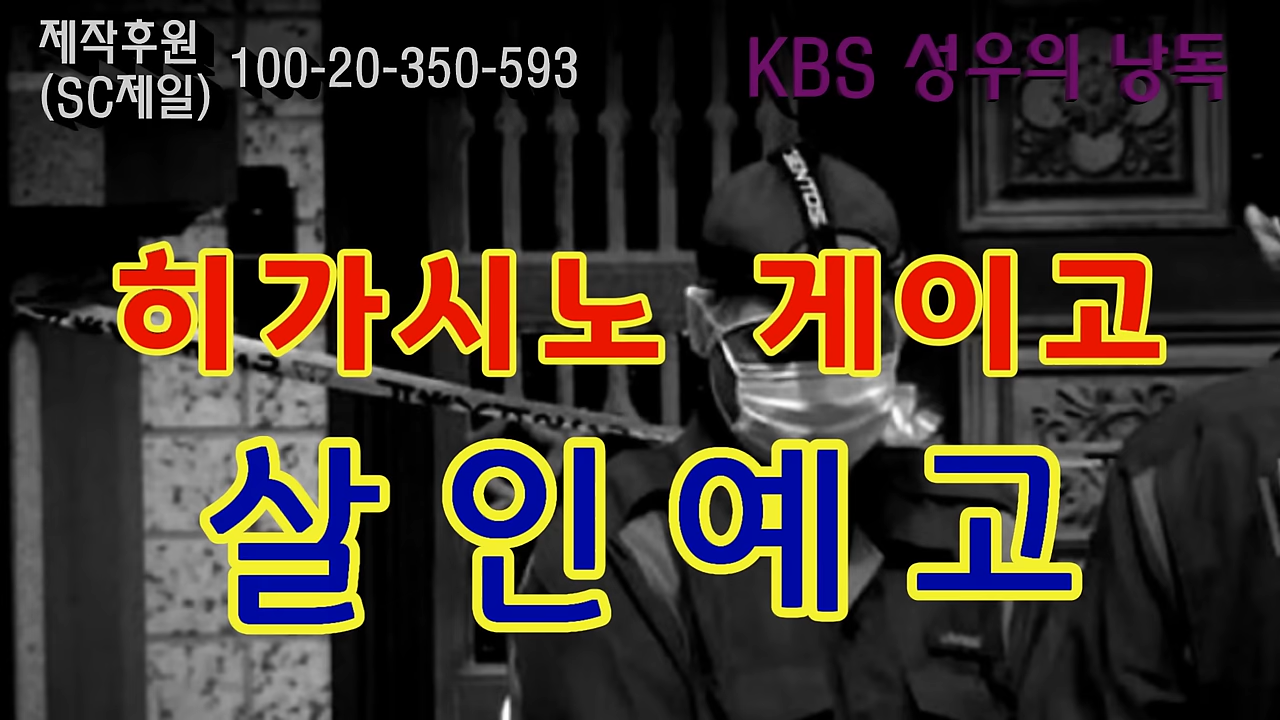 제작후원
(SC제일)
100-20-350-593
KBS 성우의 낭독
SENTOS
히가시노 게이고
살인예고